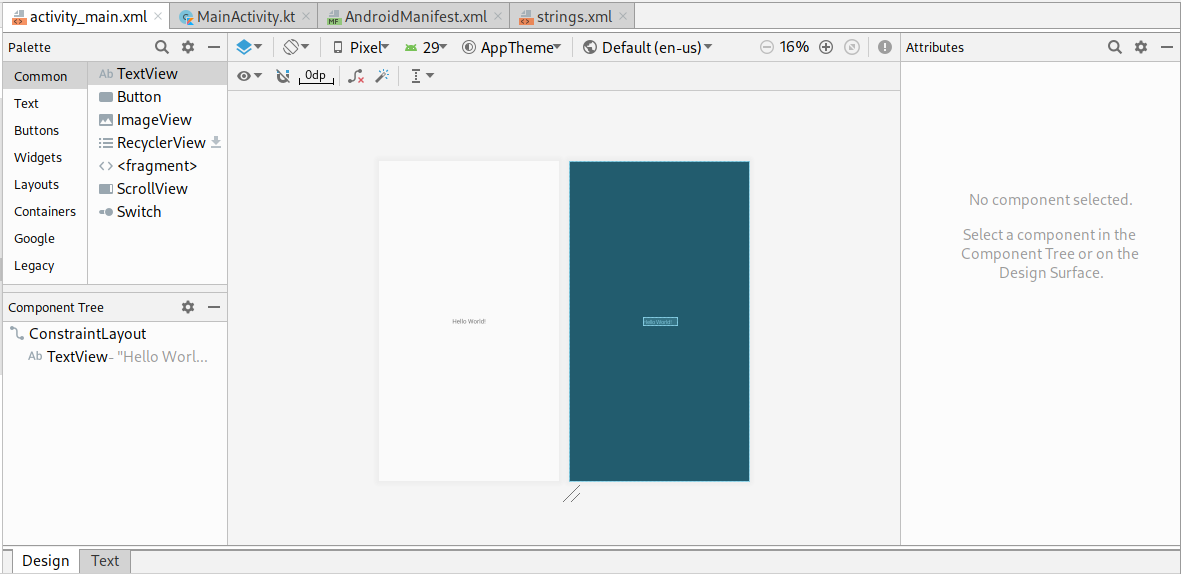 activity_main.xml MainActivity.kt AndroidManifest.xml strings.xml
Palette
Common
Text
Buttons
Widgets
Layouts
Containers
Google
Legacy
Ab TextView
Button
ImageView
RecyclerView
<fragment>
ScrollView
Switch
Component Tree
ConstraintLayout
Ab TextView- "Hello Worl...
Pixel 29 AppTheme Default (en-us) 16%
0dp
Hello World!
Hello World!
Attributes
No component selected.
Select a component in the
Component Tree or on the
Design Surface.
Design Text